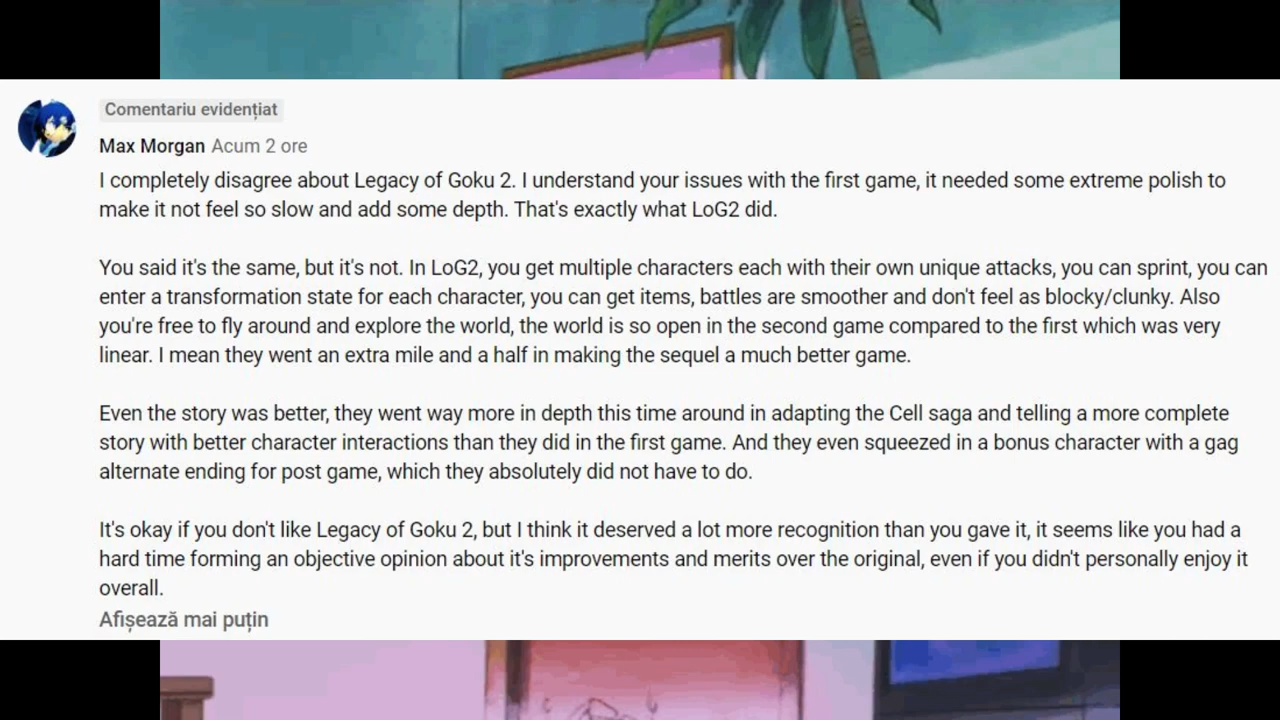 Comentariu evidențiat
Max Morgan Acum 2 ore
I completely disagree about Legacy of Goku 2. I understand your issues with the first game, it needed some extreme polish to
make it not feel so slow and add some depth. That's exactly what LoG2 did.
You said it's the same, but it's not. In LoG2, you get multiple characters each with their own unique attacks, you can sprint, you can
enter a transformation state for each character, you can get items, battles are smoother and don't feel as blocky/clunky. Also
you're free to fly around and explore the world, the world is so open in the second game compared to the first which was very
linear. I mean they went an extra mile and a half in making the sequel a much better game.
Even the story was better, they went way more in depth this time around in adapting the Cell saga and telling a more complete
story with better character interactions than they did in the first game. And they even squeezed in a bonus character with a gag
alternate ending for post game, which they absolutely did not have to do.
It's okay if you don't like Legacy of Goku 2, but I think it deserved a lot more recognition than you gave it, it seems like you had a
hard time forming an objective opinion about it's improvements and merits over the original, even if you didn't personally enjoy it
overall.
Afișează mai puțin